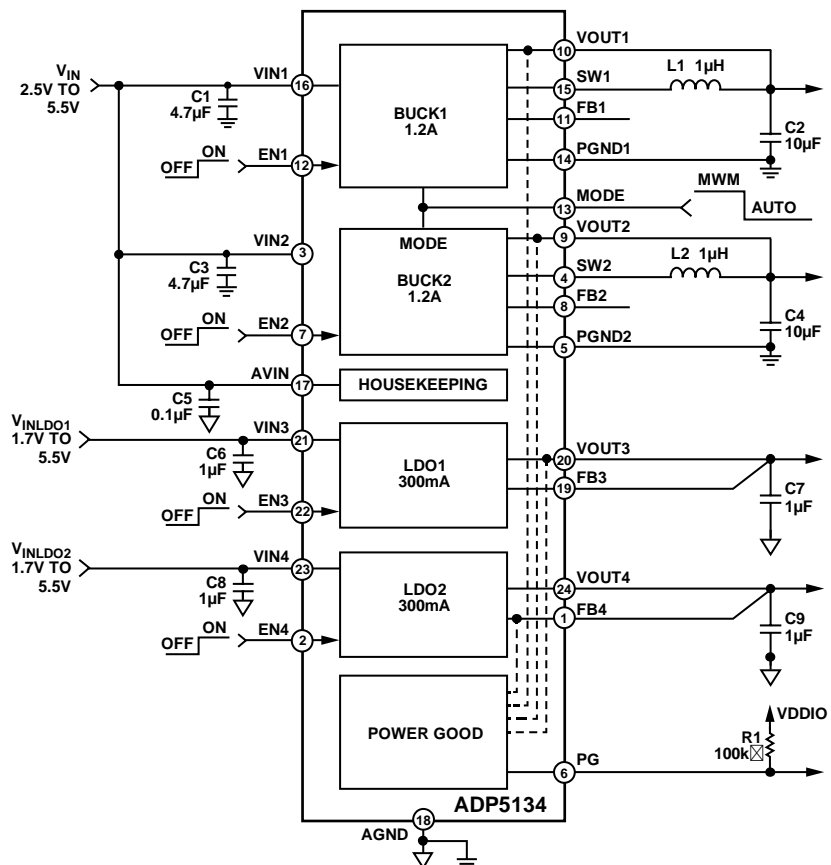 VIN
2.5V TO
5.5V
C1
4.7µF
VIN1
16
OFF
ON
EN1
12
BUCK1
1.2A
10
VOUT1
15
SW1
L1 1µH
11
FB1
14
PGND1
C2
10µF
13
MODE
MWM
AUTO
VIN2
3
C3
4.7µF
OFF
ON
EN2
7
MODE
BUCK2
1.2A
9
VOUT2
4
SW2
L2 1µH
8
FB2
5
PGND2
C4
10µF
AVIN
17
C5
0.1µF
HOUSEKEEPING
VINLDO1
1.7V TO
5.5V
VIN3
21
C6
1µF
OFF
ON
EN3
22
LDO1
300mA
20
VOUT3
19
FB3
C7
1µF
VINLDO2
1.7V TO
5.5V
VIN4
23
C8
1µF
OFF
ON
EN4
2
LDO2
300mA
24
VOUT4
1
FB4
C9
1µF
POWER GOOD
VDDIO
R1
100k
6
PG
ADP5134
18
AGND